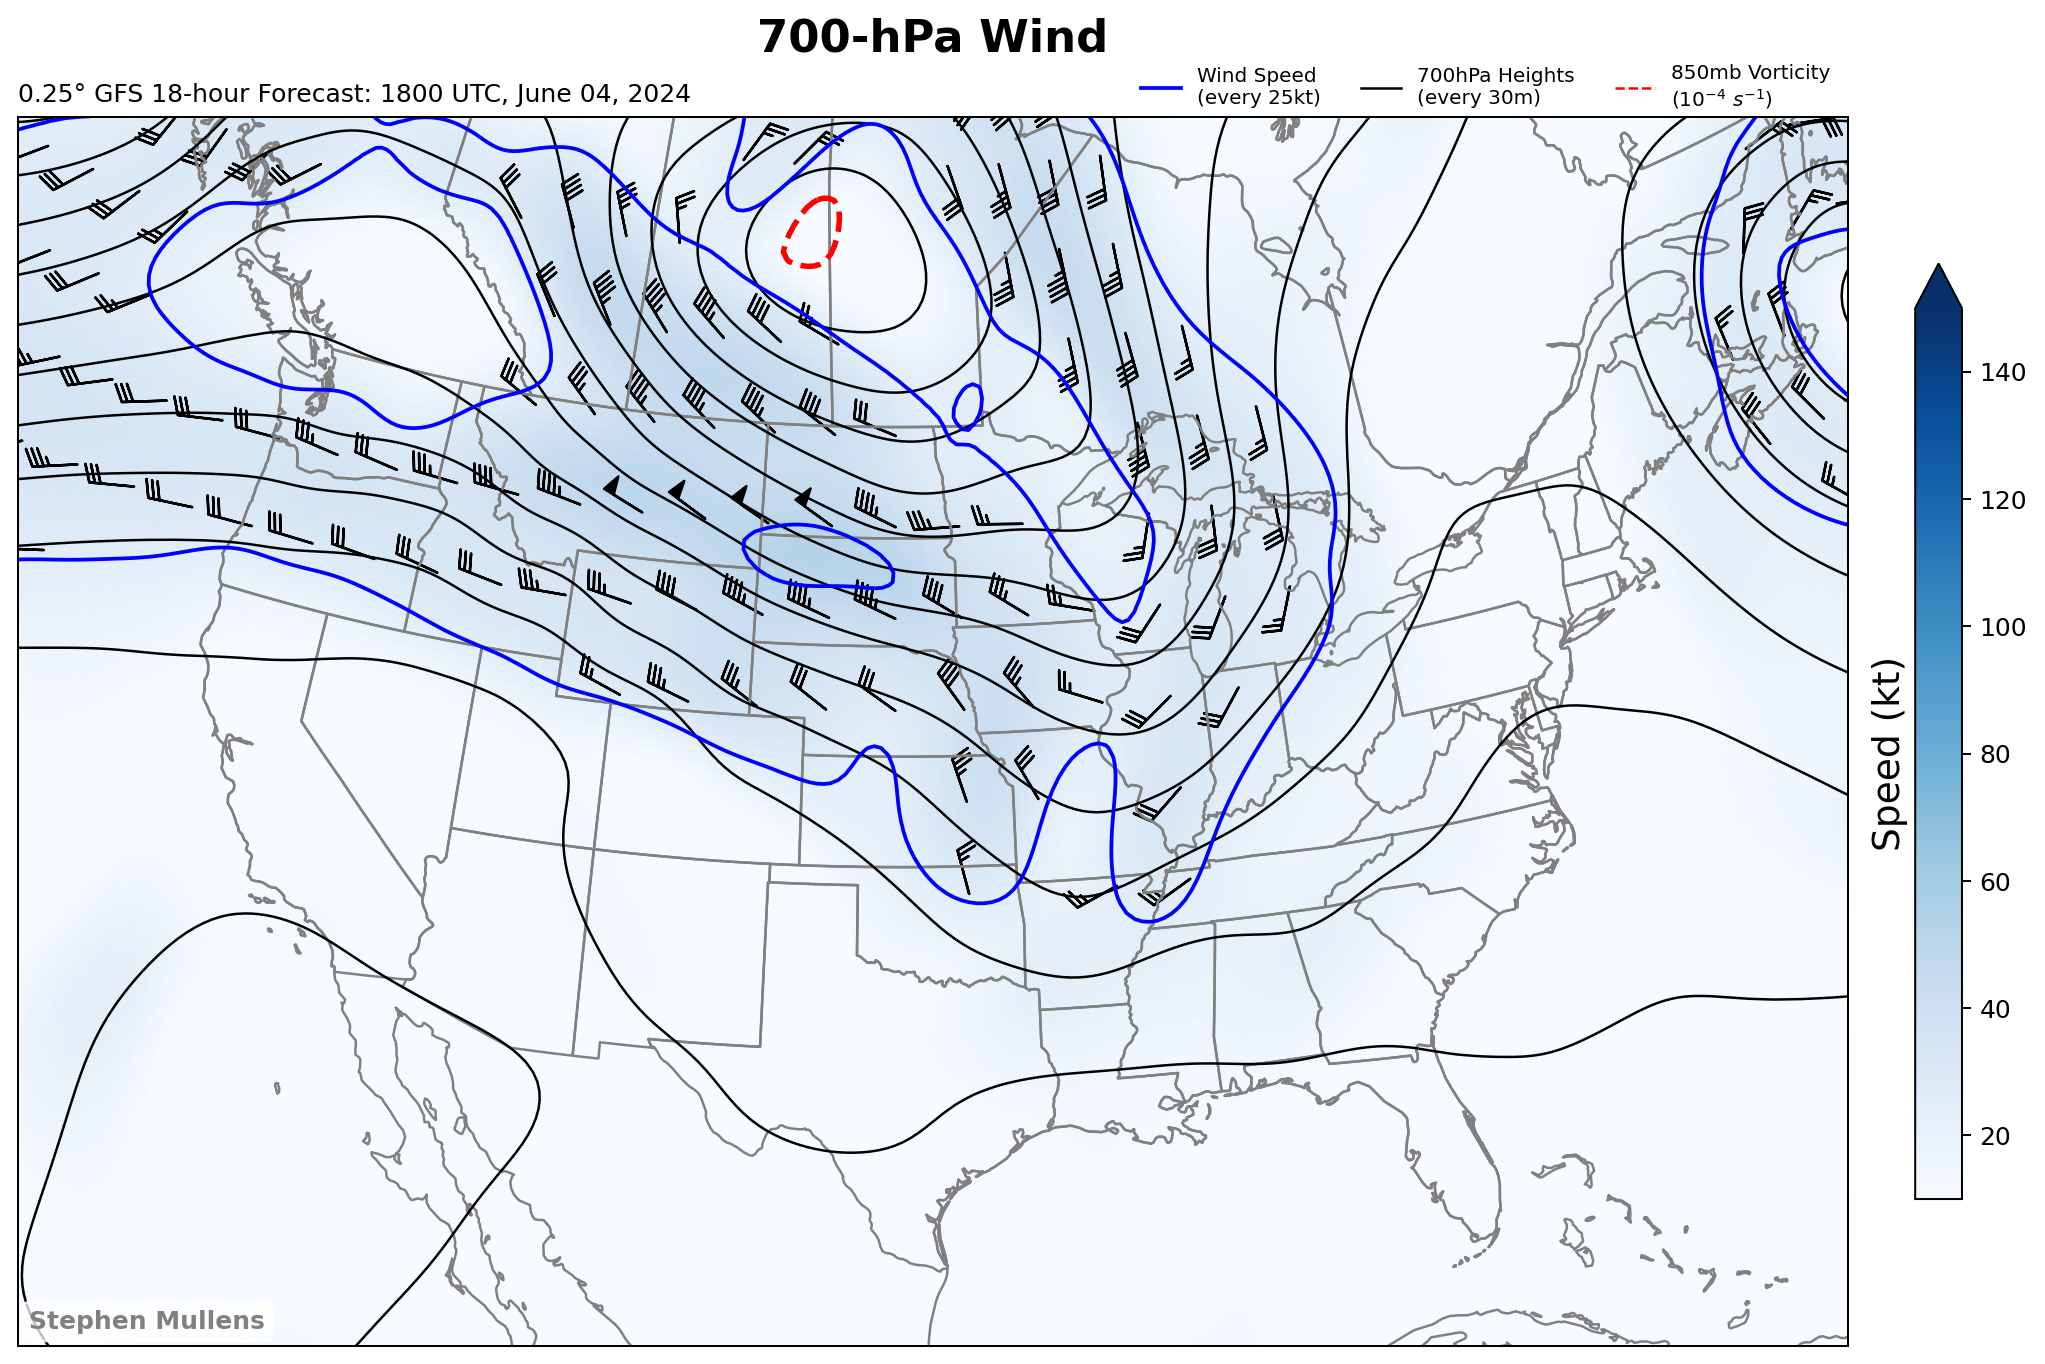 700-hPa Wind
0.25° GFS 18-hour Forecast: 1800 UTC, June 04, 2024
Wind Speed
(every 25kt)
700hPa Heights
(every 30m)
850mb Vorticity
(10⁻⁴ s⁻¹)
140
120
100
80
60
40
20
Speed (kt)
Stephen Mullens